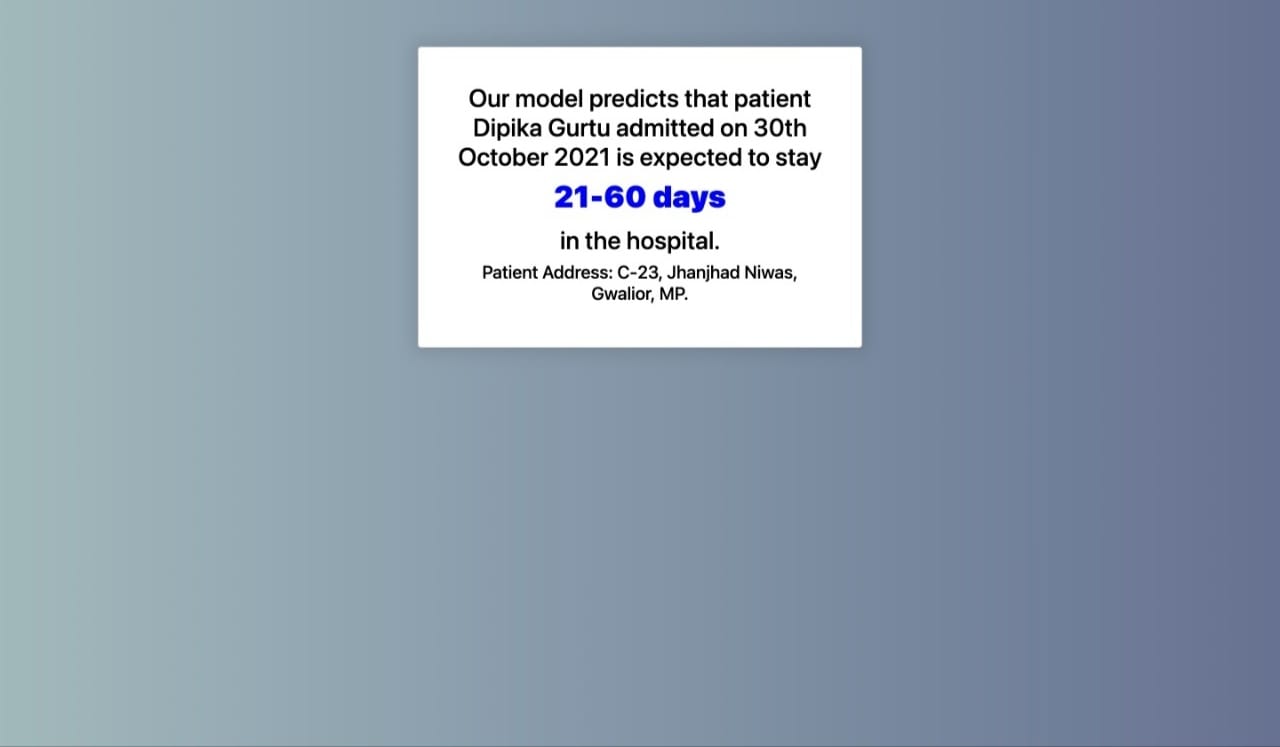 Our model predicts that patient
Dipika Gurtu admitted on 30th
October 2021 is expected to stay
21-60 days
in the hospital.
Patient Address: C-23, Jhanjhad Niwas,
Gwalior, MP.